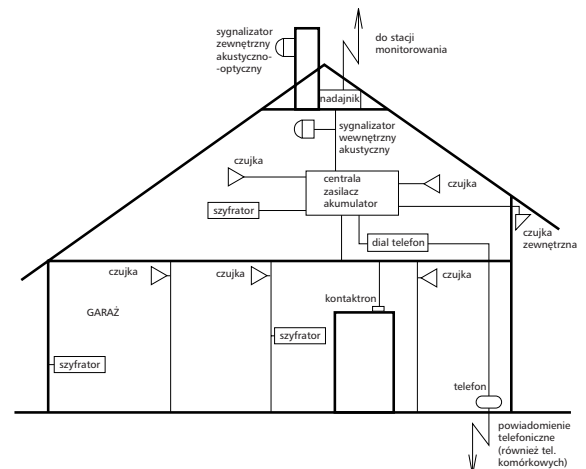 sygnalizator
zewnętrzny
akustyczno-
-optyczny
do stacji
monitorowania
nadajnik
sygnalizator
wewnętrzny
akustyczny
czujka
centrala
zasilacz
akumulator
czujka
szyfrator
czujka
zewnętrzna
dial telefon
czujka
czujka
czujka
kontaktron
GARAŻ
szyfrator
szyfrator
telefon
powiadomienie
telefoniczne
(również tel.
komórkowych)